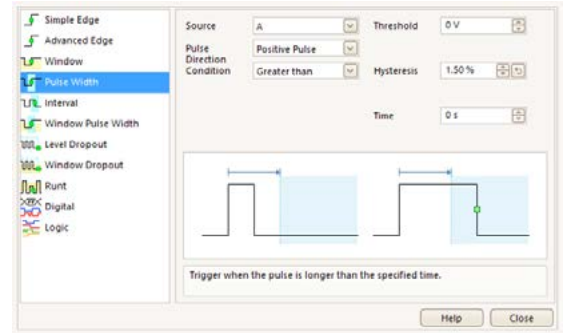 Simple Edge
Advanced Edge
Window
Pulse Width
Interval
Window Pulse Width
Level Dropout
Window Dropout
Runt
Digital
Logic
Source A Threshold 0 V
Pulse Direction Positive Pulse
Condition Greater than Hysteresis 1.50 %
Time 0 s
Trigger when the pulse is longer than the specified time.
Help Close